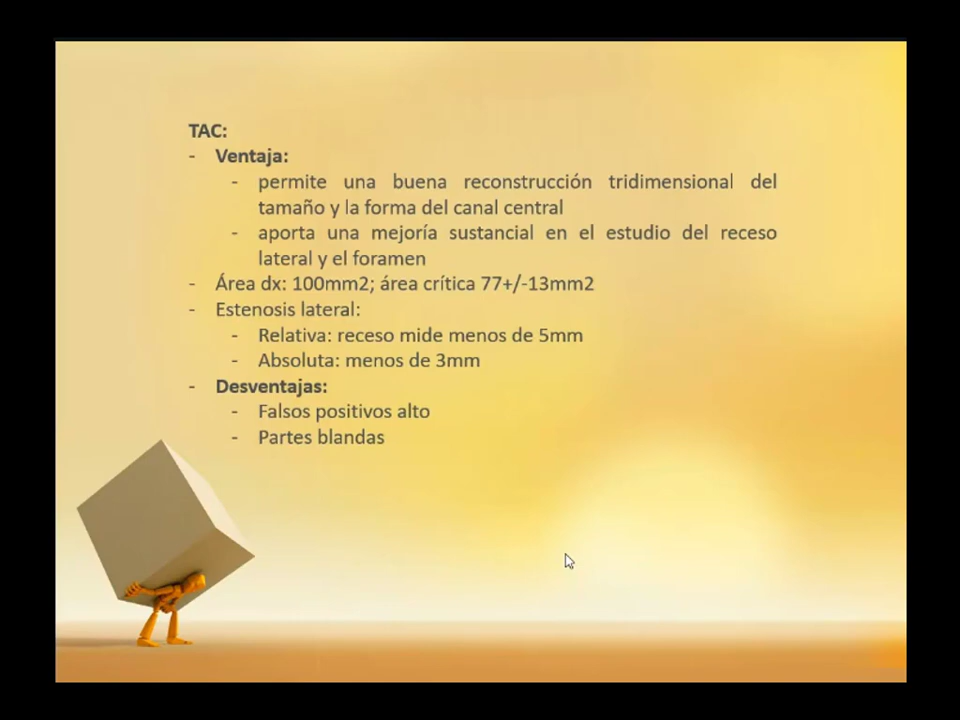 TAC:
- Ventaja:
- permite una buena reconstrucción tridimensional del
tamaño y la forma del canal central
- aporta una mejoría sustancial en el estudio del receso
lateral y el foramen
- Área dx: 100mm2; área crítica 77+/-13mm2
- Estenosis lateral:
- Relativa: receso mide menos de 5mm
- Absoluta: menos de 3mm
- Desventajas:
- Falsos positivos alto
- Partes blandas